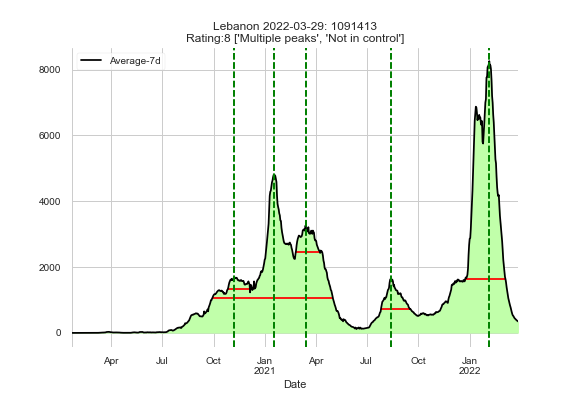 Lebanon 2022-03-29: 1091413
Rating:8 ['Multiple peaks', 'Not in control']
Average-7d
8000
6000
4000
2000
0
Apr Jul Oct Jan Apr Jul Oct Jan
2021 2022
Date